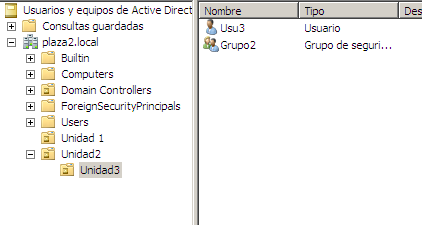 Usuarios y equipos de Active Direct
Consultas guardadas
plaza2.local
Builtin
Computers
Domain Controllers
ForeignSecurityPrincipals
Users
Unidad 1
Unidad2
Unidad3
Nombre Tipo Des
Usu3 Usuario
Grupo2 Grupo de seguri...